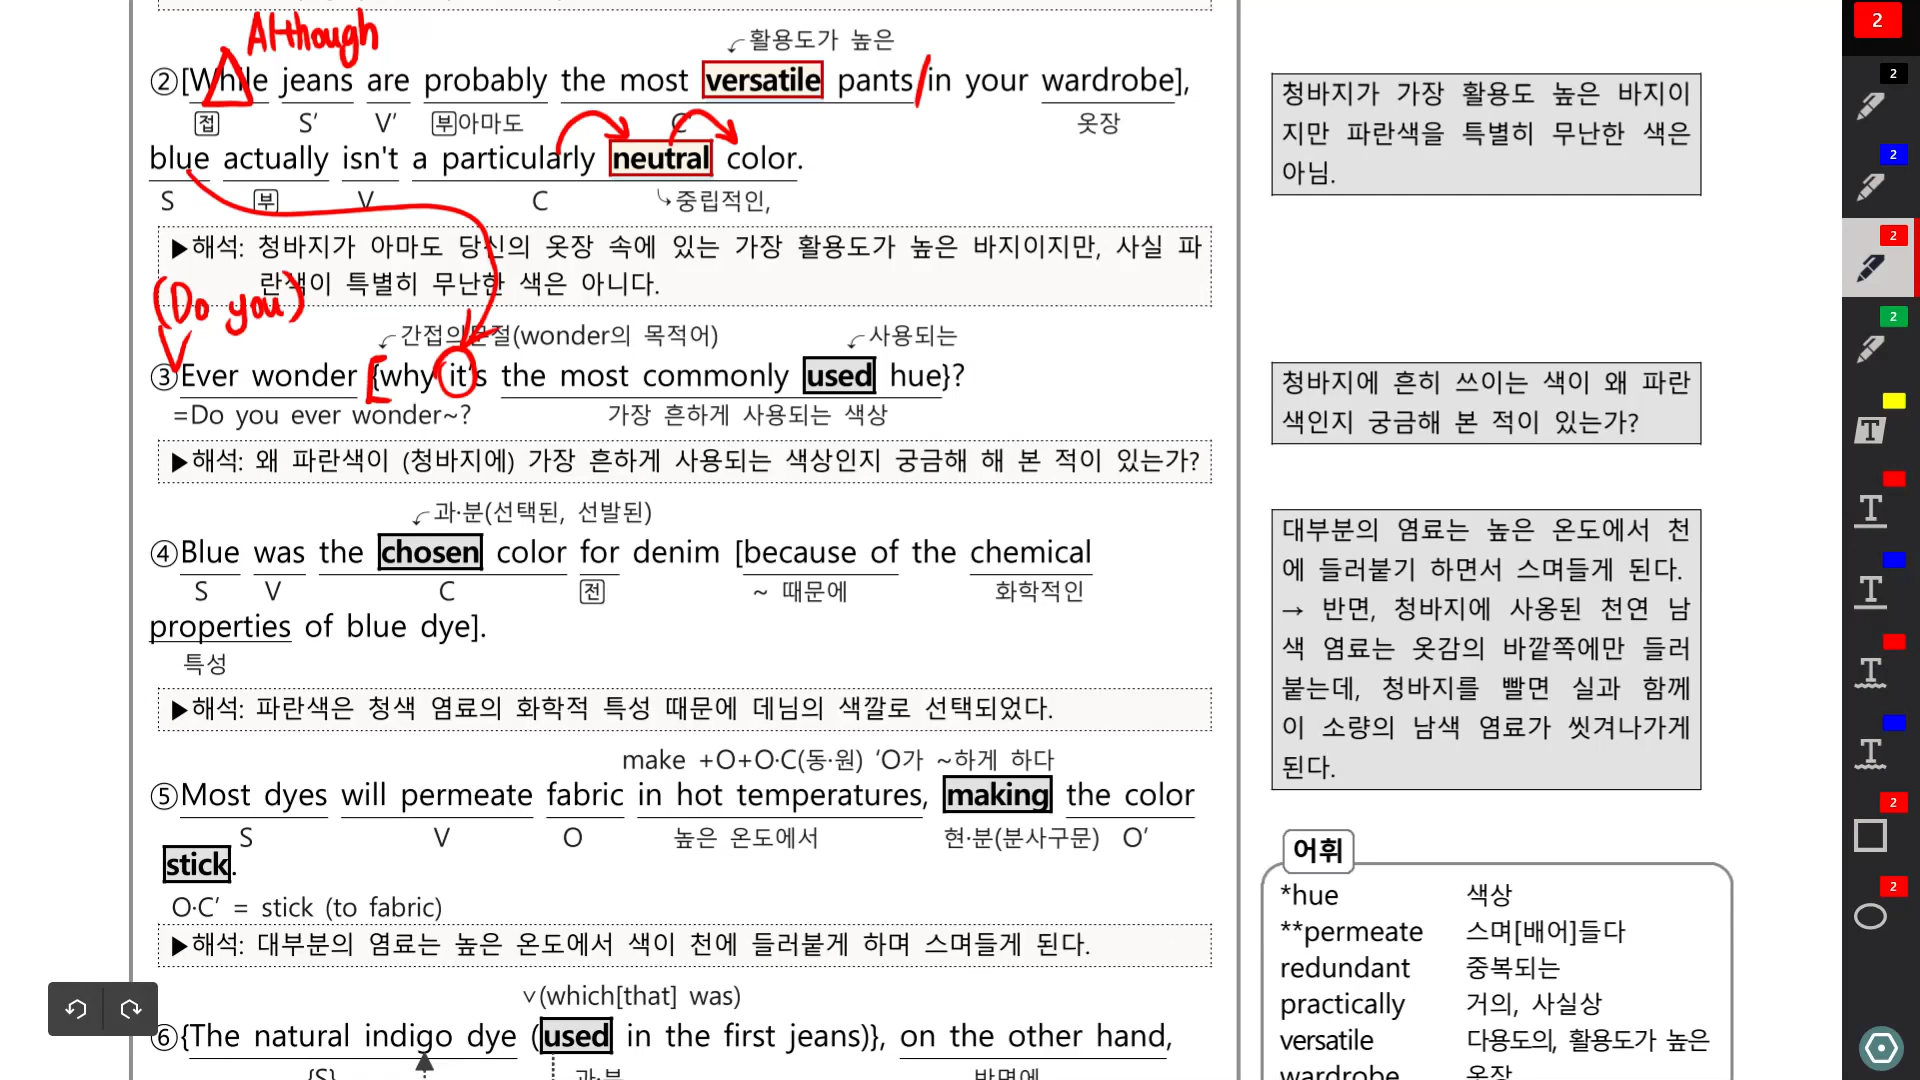 Although
활용도가 높은
②[While jeans are probably the most versatile pants/in your wardrobe],
접 S′ V′ 부아마도 C′ 옷장
blue actually isn't a particularly neutral color.
S 부 V C 중립적인,
▶해석: 청바지가 아마도 당신의 옷장 속에 있는 가장 활용도가 높은 바지이지만, 사실 파
란색이 특별히 무난한 색은 아니다.
(Do you)
간접의문절(wonder의 목적어) 사용되는
③Ever wonder {why it's the most commonly used hue}?
=Do you ever wonder~? 가장 흔하게 사용되는 색상
▶해석: 왜 파란색이 (청바지에) 가장 흔하게 사용되는 색상인지 궁금해 해 본 적이 있는가?
과·분(선택된, 선발된)
④Blue was the chosen color for denim [because of the chemical
S V C 전 ~ 때문에 화학적인
properties of blue dye].
특성
▶해석: 파란색은 청색 염료의 화학적 특성 때문에 데님의 색깔로 선택되었다.
make +O+O·C(동·원) ‘O가 ~하게 하다
⑤Most dyes will permeate fabric in hot temperatures, making the color
S V O 높은 온도에서 현·분(분사구문) O′
stick.
O·C′ = stick (to fabric)
▶해석: 대부분의 염료는 높은 온도에서 색이 천에 들러붙게 하며 스며들게 된다.
∨(which[that] was)
⑥{The natural indigo dye (used in the first jeans)}, on the other hand,
{S} 과·분 반면에
청바지가 가장 활용도 높은 바지이
지만 파란색을 특별히 무난한 색은
아님.
청바지에 흔히 쓰이는 색이 왜 파란
색인지 궁금해 본 적이 있는가?
대부분의 염료는 높은 온도에서 천
에 들러붙기 하면서 스며들게 된다.
→ 반면, 청바지에 사용된 천연 남
색 염료는 옷감의 바깥쪽에만 들러
붙는데, 청바지를 빨면 실과 함께
이 소량의 남색 염료가 씻겨나가게
된다.
어휘
*hue 색상
**permeate 스며[배어]들다
redundant 중복되는
practically 거의, 사실상
versatile 다용도의, 활용도가 높은
wardrobe 옷장
2
2
2
2
2
T
T
T
T
T
2
2